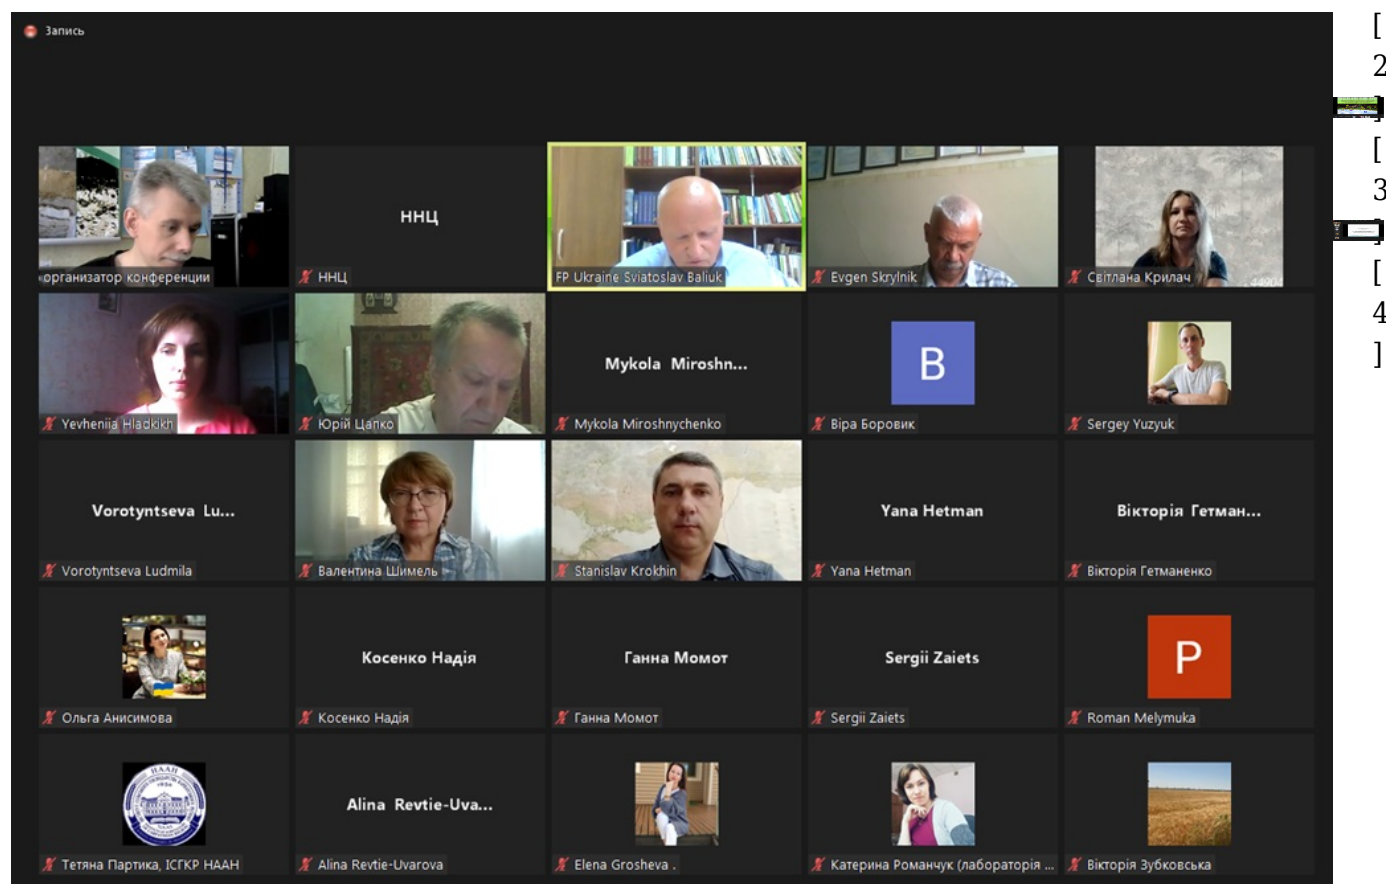 Запись
[
2
]
[
3
]
[
4
]
организатор конференции
ННЦ
ННЦ
FP Ukraine Sviatoslav Baliuk
Evgen Skrylnik
Світлана Крилач
Yevheniia Hladkikh
Юрій Цапко
Mykola Miroshn...
Mykola Miroshnychenko
В
Віра Боровик
Sergey Yuzyuk
Vorotyntseva Lu...
Vorotyntseva Ludmila
Валентина Шимель
Stanislav Krokhin
Yana Hetman
Yana Hetman
Вікторія Гетман...
Вікторія Гетманенко
Ольга Анисимова
Косенко Надія
Косенко Надія
Ганна Момот
Ганна Момот
Sergii Zaiets
Sergii Zaiets
P
Roman Melymuka
НААН
Тетяна Партика, ІСГКР НААН
Alina Revtie-Uva...
Alina Revtie-Uvarova
Elena Grosheva .
Катерина Романчук (лабораторія ...
Вікторія Зубковська